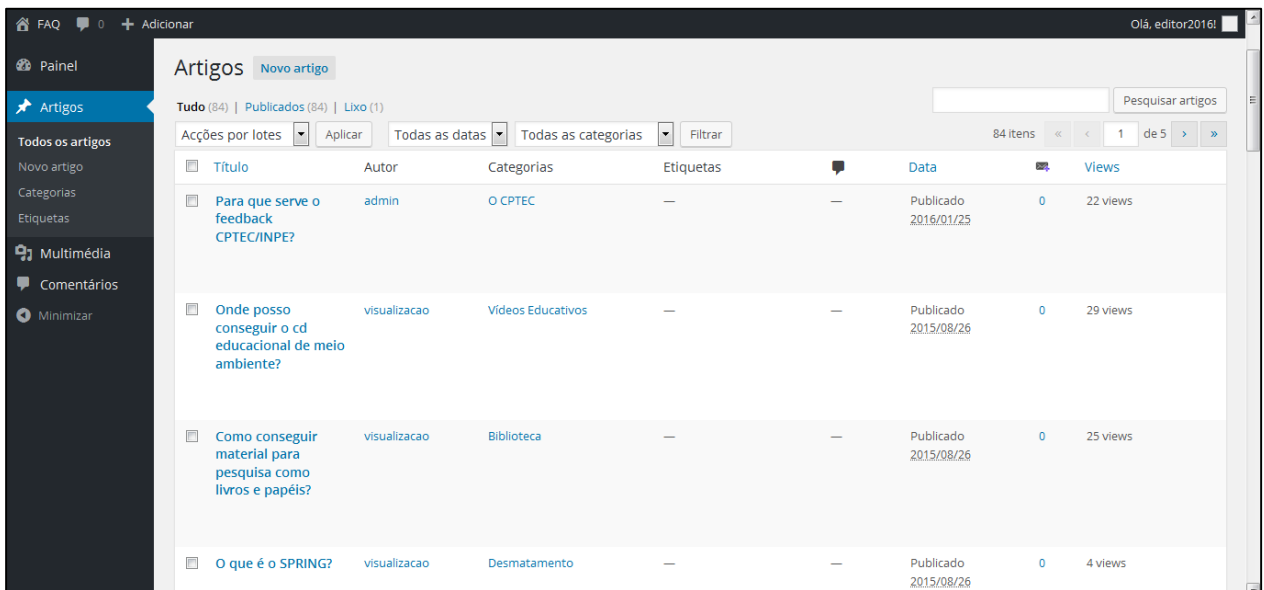 FAQ 0 + Adicionar Olá, editor2016!
Painel
Artigos
Todos os artigos
Novo artigo
Categorias
Etiquetas
Multimédia
Comentários
Minimizar
Artigos Novo artigo
Tudo (84) | Publicados (84) | Lixo (1)
Pesquisar artigos
Acções por lotes Aplicar Todas as datas Todas as categorias Filtrar 84 itens « ‹ 1 de 5 › »
Título Autor Categorias Etiquetas Data Views
Para que serve o admin O CPTEC — — Publicado 0 22 views
feedback 2016/01/25
CPTEC/INPE?
Onde posso visualizacao Vídeos Educativos — — Publicado 0 29 views
conseguir o cd 2015/08/26
educacional de meio
ambiente?
Como conseguir visualizacao Biblioteca — — Publicado 0 25 views
material para 2015/08/26
pesquisa como
livros e papéis?
O que é o SPRING? visualizacao Desmatamento — — Publicado 0 4 views
2015/08/26